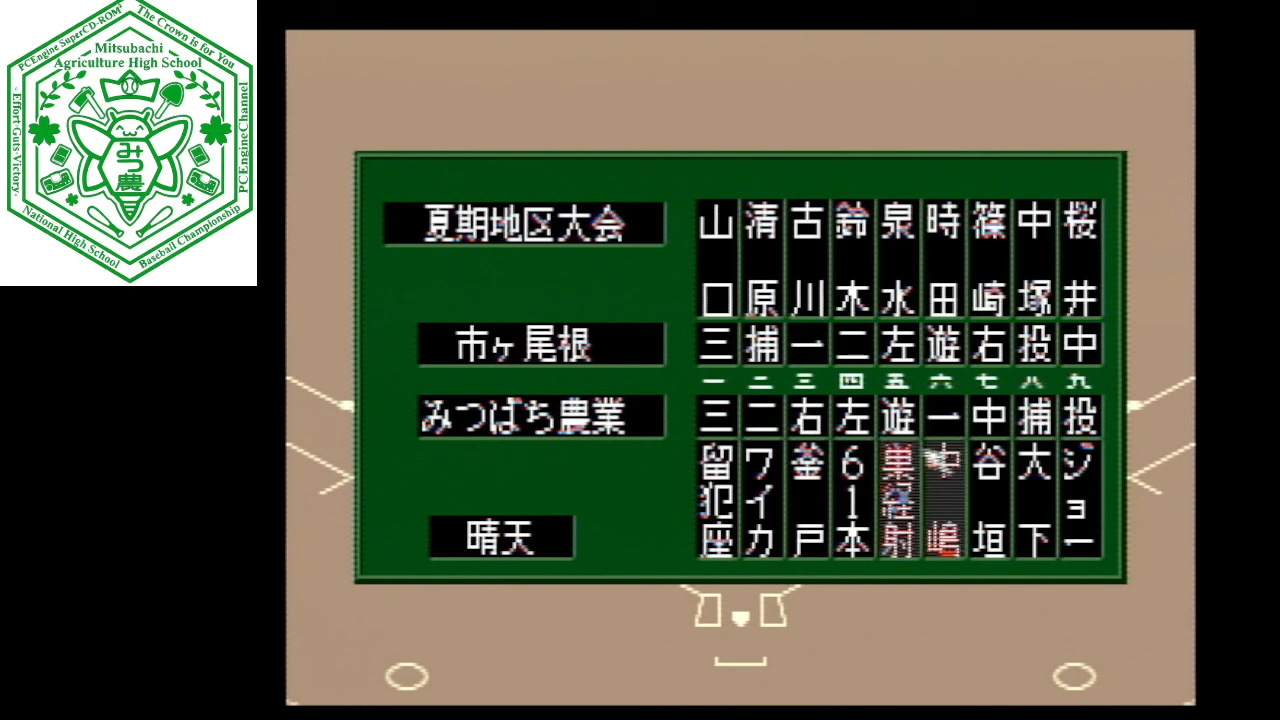 PCEngine SuperCD-ROM²
The Crown is for You
Mitsubachi
Agriculture High School
-Effort·Guts·Victory-
PCEngineChannel
みつ農
National High School
Baseball Championship
夏期地区大会
山口 清原 古川 鈴木 泉水 時田 篠崎 中塚 桜井
市ヶ尾根
三 捕 一 二 左 遊 右 投 中
一 二 三 四 五 六 七 八 九
みつばち農業
三 二 右 左 遊 一 中 捕 投
留犯座 ワイカ 釜戸 61本 中嶋 谷垣 大下 ジョー
晴天